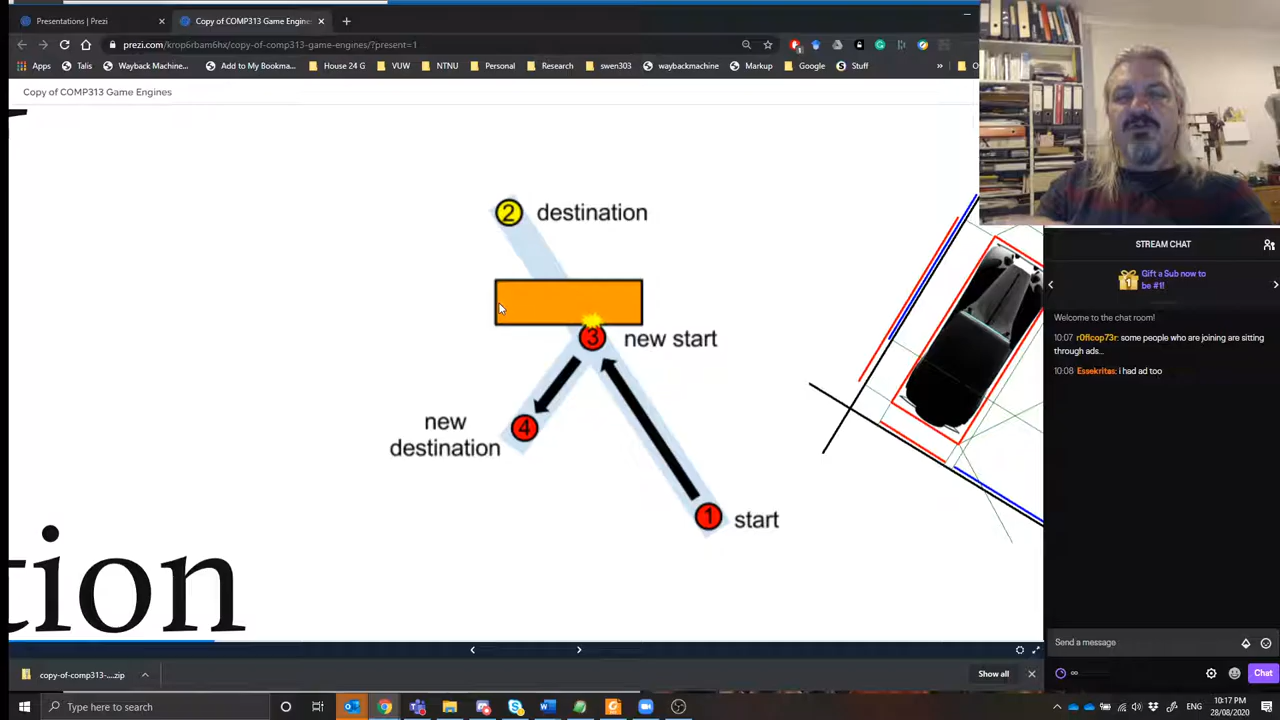 Presentations | Prezi
Copy of COMP313 Game Engines
prezi.com/krop6rbam6hx/copy-of-comp313-game-engines/?present=1
Apps
Talis
Wayback Machine...
Add to My Bookma...
House 24 G
VUW
NTNU
Personal
Research
swen303
waybackmachine
Markup
Google
Stuff
»
O
Copy of COMP313 Game Engines
2
destination
3
new start
new
destination
4
1
start
tion
STREAM CHAT
1
Gift a Sub now to
be #1!
Welcome to the chat room!
10:07 r0ffcop73r: some people who are joining are sitting
through ads...
10:08 Essekritas: i had ad too
Send a message
Chat
copy-of-comp313-....zip
Show all
Type here to search
ENG
10:17 PM
28/08/2020